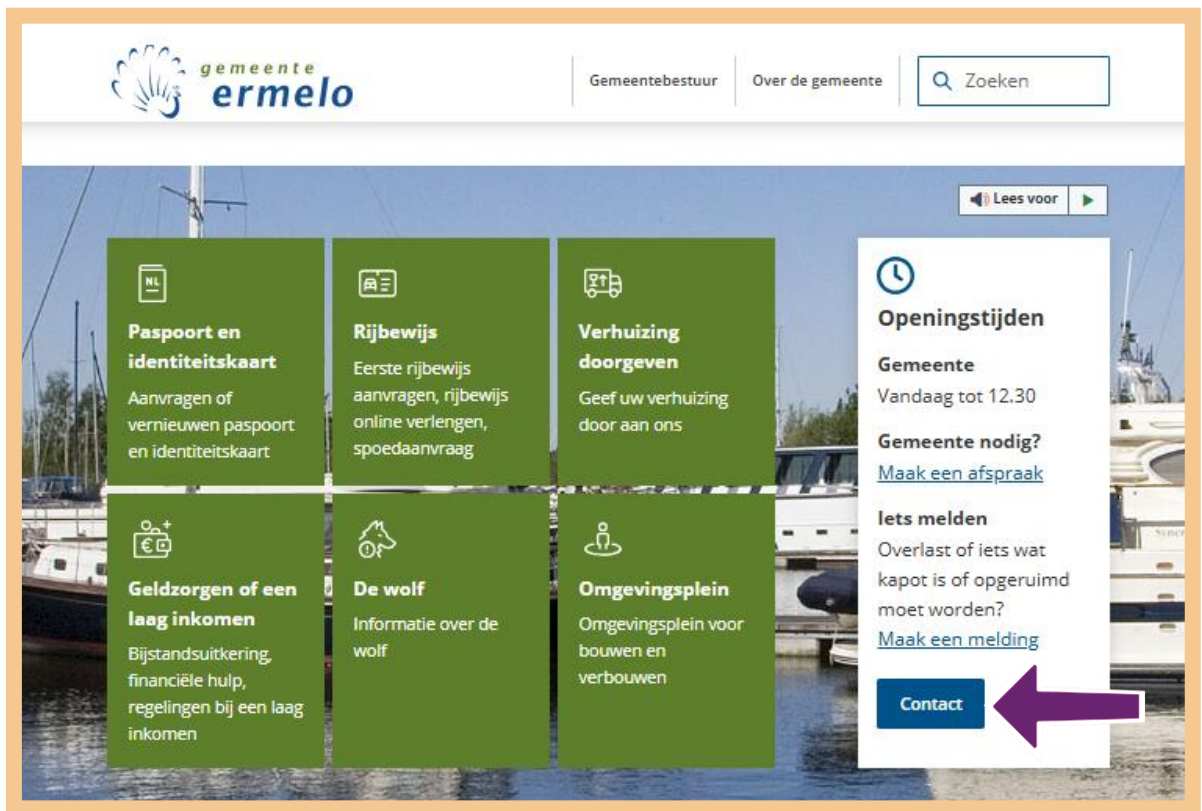 gemeente
ermelo
Gemeentebestuur
Over de gemeente
Zoeken
Lees voor
NL
Paspoort en
identiteitskaart
Aanvragen of
vernieuwen paspoort
en identiteitskaart
Rijbewijs
Eerste rijbewijs
aanvragen, rijbewijs
online verlengen,
spoedaanvraag
Verhuizing
doorgeven
Geef uw verhuizing
door aan ons
Geldzorgen of een
laag inkomen
Bijstandsuitkering,
financiële hulp,
regelingen bij een laag
inkomen
De wolf
Informatie over de
wolf
Omgevingsplein
Omgevingsplein voor
bouwen en
verbouwen
Openingstijden
Gemeente
Vandaag tot 12.30
Gemeente nodig?
Maak een afspraak
Iets melden
Overlast of iets wat
kapot is of opgeruimd
moet worden?
Maak een melding
Contact